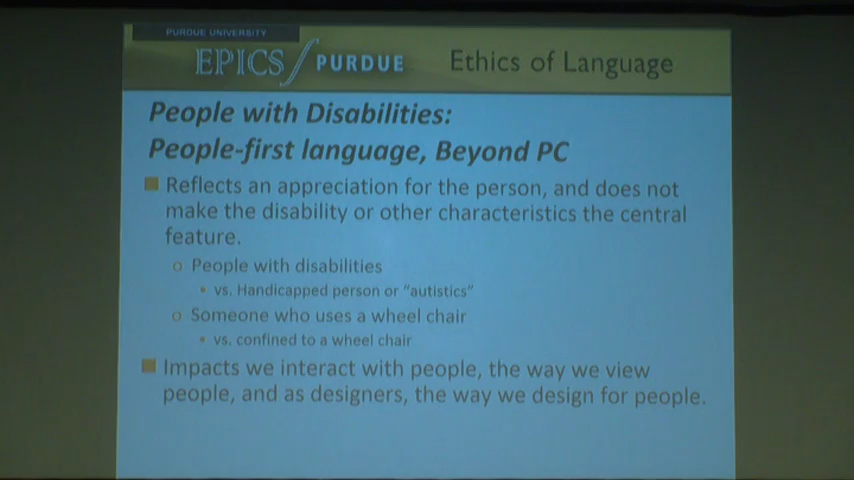 PURDUE UNIVERSITY
EPICS PURDUE Ethics of Language
People with Disabilities:
People-first language, Beyond PC
Reflects an appreciation for the person, and does not
make the disability or other characteristics the central
feature.
People with disabilities
vs. Handicapped person or “autistics”
Someone who uses a wheel chair
vs. confined to a wheel chair
Impacts we interact with people, the way we view
people, and as designers, the way we design for people.